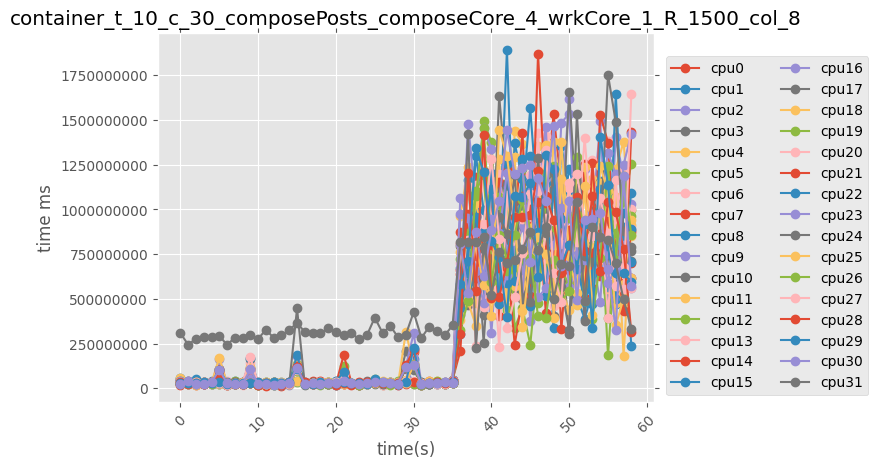 container_t_10_c_30_composePosts_composeCore_4_wrkCore_1_R_1500_col_8
time ms
1750000000
1500000000
1250000000
1000000000
750000000
500000000
250000000
0
0 10 20 30 40 50 60
time(s)
cpu0 cpu16
cpu1 cpu17
cpu2 cpu18
cpu3 cpu19
cpu4 cpu20
cpu5 cpu21
cpu6 cpu22
cpu7 cpu23
cpu8 cpu24
cpu9 cpu25
cpu10 cpu26
cpu11 cpu27
cpu12 cpu28
cpu13 cpu29
cpu14 cpu30
cpu15 cpu31